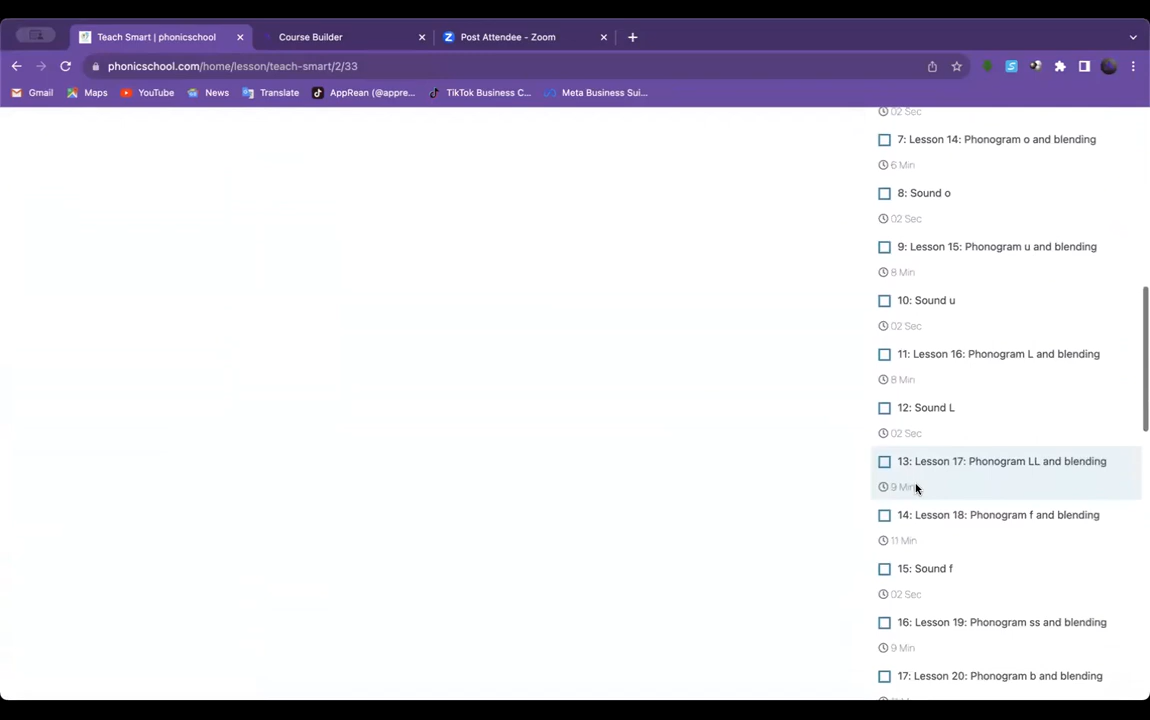 Teach Smart | phonicschool
Course Builder
Post Attendee - Zoom
phonicschool.com/home/lesson/teach-smart/2/33
Gmail
Maps
YouTube
News
Translate
AppRean (@appre...
TikTok Business C...
Meta Business Sui...
02 Sec
7: Lesson 14: Phonogram o and blending
6 Min
8: Sound o
02 Sec
9: Lesson 15: Phonogram u and blending
8 Min
10: Sound u
02 Sec
11: Lesson 16: Phonogram L and blending
8 Min
12: Sound L
02 Sec
13: Lesson 17: Phonogram LL and blending
9 Min
14: Lesson 18: Phonogram f and blending
11 Min
15: Sound f
02 Sec
16: Lesson 19: Phonogram ss and blending
9 Min
17: Lesson 20: Phonogram b and blending